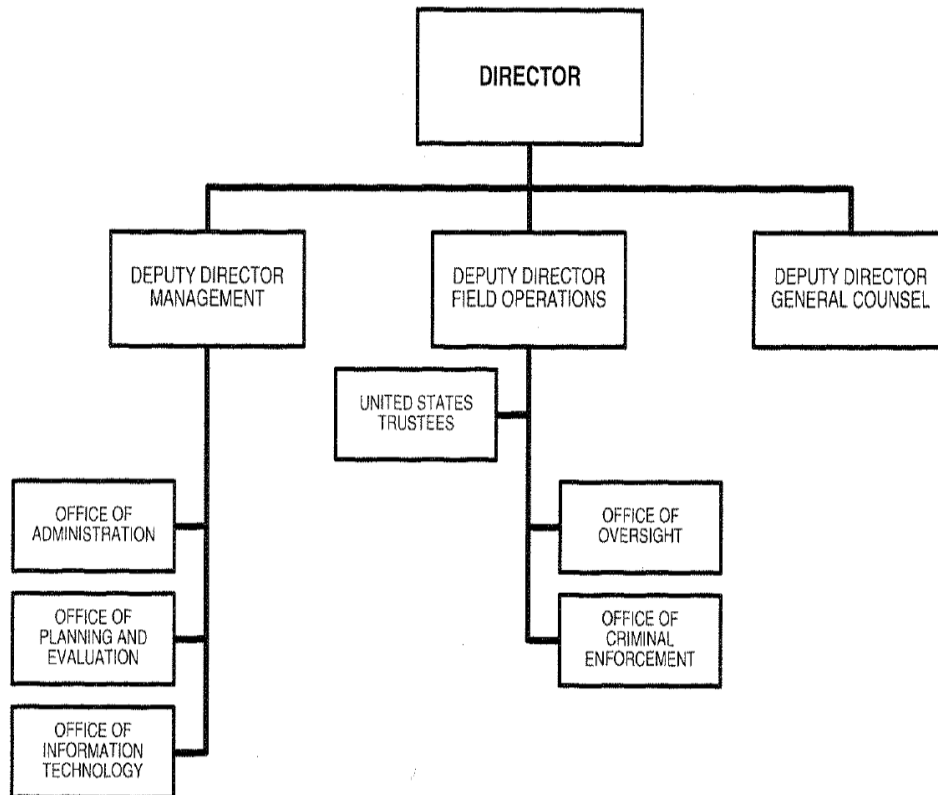 DIRECTOR
DEPUTY DIRECTOR
MANAGEMENT
DEPUTY DIRECTOR
FIELD OPERATIONS
DEPUTY DIRECTOR
GENERAL COUNSEL
UNITED STATES
TRUSTEES
OFFICE OF
ADMINISTRATION
OFFICE OF
PLANNING AND
EVALUATION
OFFICE OF
INFORMATION
TECHNOLOGY
OFFICE OF
OVERSIGHT
OFFICE OF
CRIMINAL
ENFORCEMENT